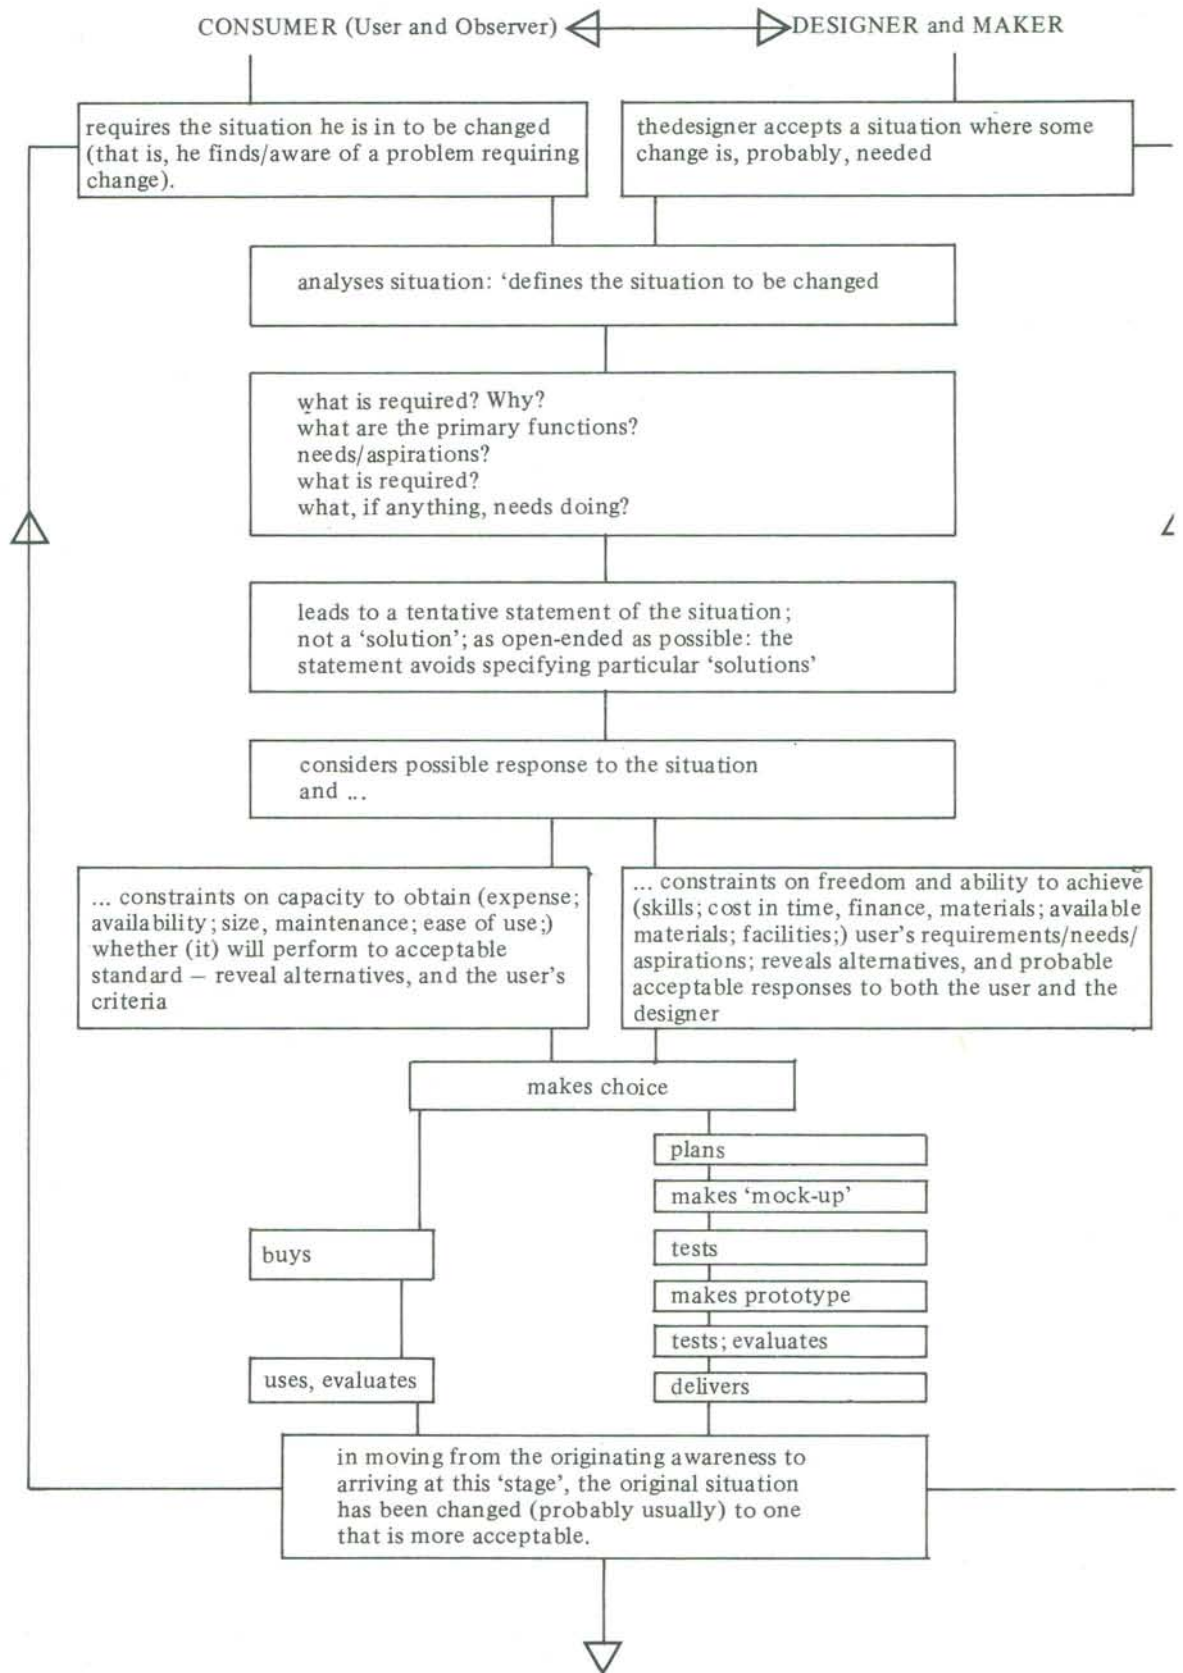 CONSUMER (User and Observer)
DESIGNER and MAKER
requires the situation he is in to be changed
(that is, he finds/aware of a problem requiring
change).
thedesigner accepts a situation where some
change is, probably, needed
analyses situation: ‘defines the situation to be changed
what is required? Why?
what are the primary functions?
needs/aspirations?
what is required?
what, if anything, needs doing?
leads to a tentative statement of the situation;
not a ‘solution’; as open-ended as possible: the
statement avoids specifying particular ‘solutions’
considers possible response to the situation
and ...
... constraints on capacity to obtain (expense;
availability; size, maintenance; ease of use;)
whether (it) will perform to acceptable
standard — reveal alternatives, and the user's
criteria
... constraints on freedom and ability to achieve
(skills; cost in time, finance, materials; available
materials; facilities;) user's requirements/needs/
aspirations; reveals alternatives, and probable
acceptable responses to both the user and the
designer
makes choice
buys
uses, evaluates
plans
makes ‘mock-up’
tests
makes prototype
tests; evaluates
delivers
in moving from the originating awareness to
arriving at this ‘stage’, the original situation
has been changed (probably usually) to one
that is more acceptable.